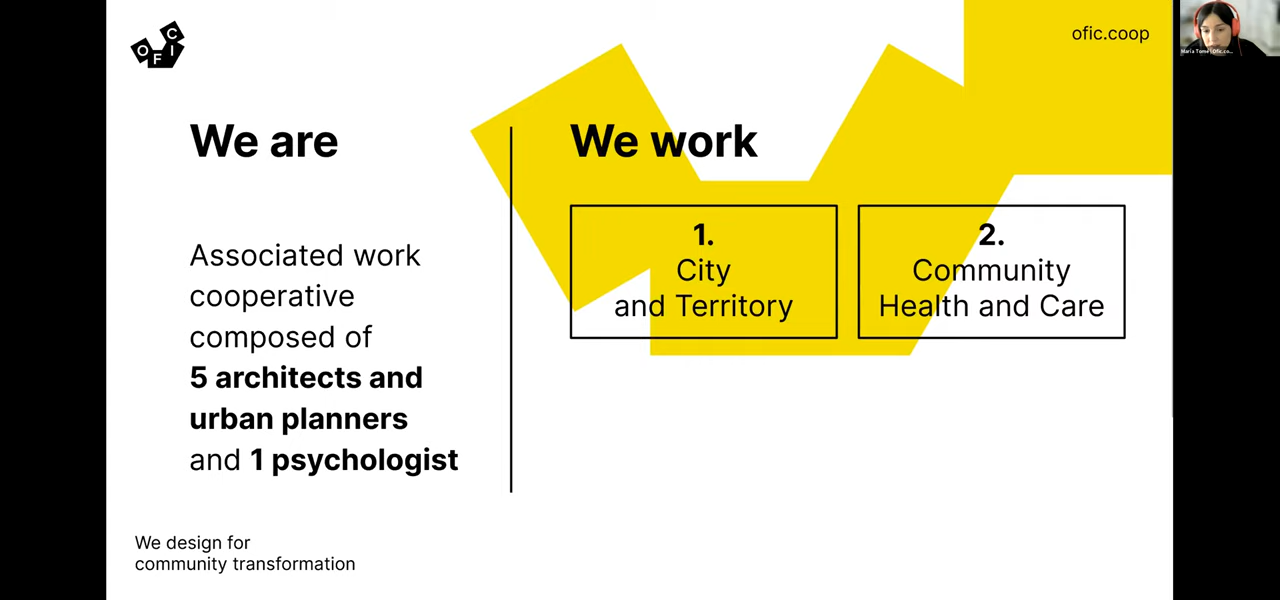 OFIC
ofic.coop
We are
Associated work
cooperative
composed of
5 architects and
urban planners
and 1 psychologist
We work
1.
City
and Territory
2.
Community
Health and Care
We design for
community transformation